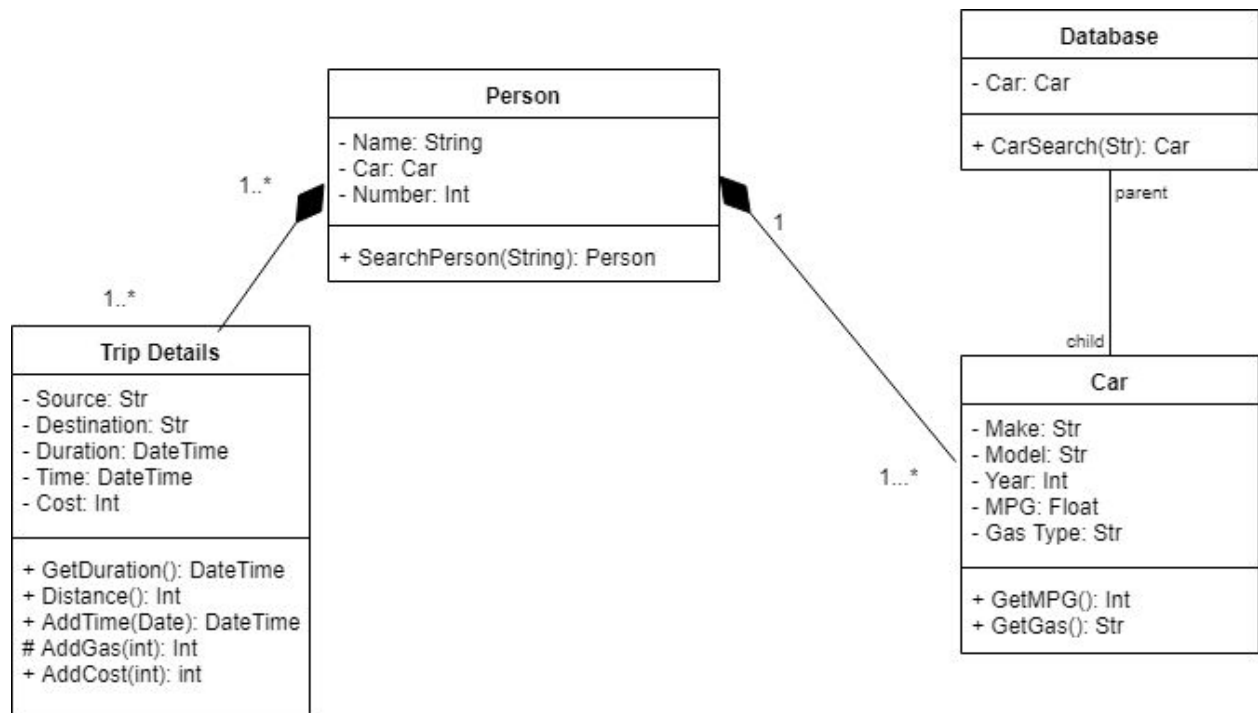 Database
- Car: Car
+ CarSearch(Str): Car
parent
child
Person
- Name: String
- Car: Car
- Number: Int
+ SearchPerson(String): Person
1..*
1..*
1
1...*
Trip Details
- Source: Str
- Destination: Str
- Duration: DateTime
- Time: DateTime
- Cost: Int
+ GetDuration(): DateTime
+ Distance(): Int
+ AddTime(Date): DateTime
# AddGas(int): Int
+ AddCost(int): int
Car
- Make: Str
- Model: Str
- Year: Int
- MPG: Float
- Gas Type: Str
+ GetMPG(): Int
+ GetGas(): Str